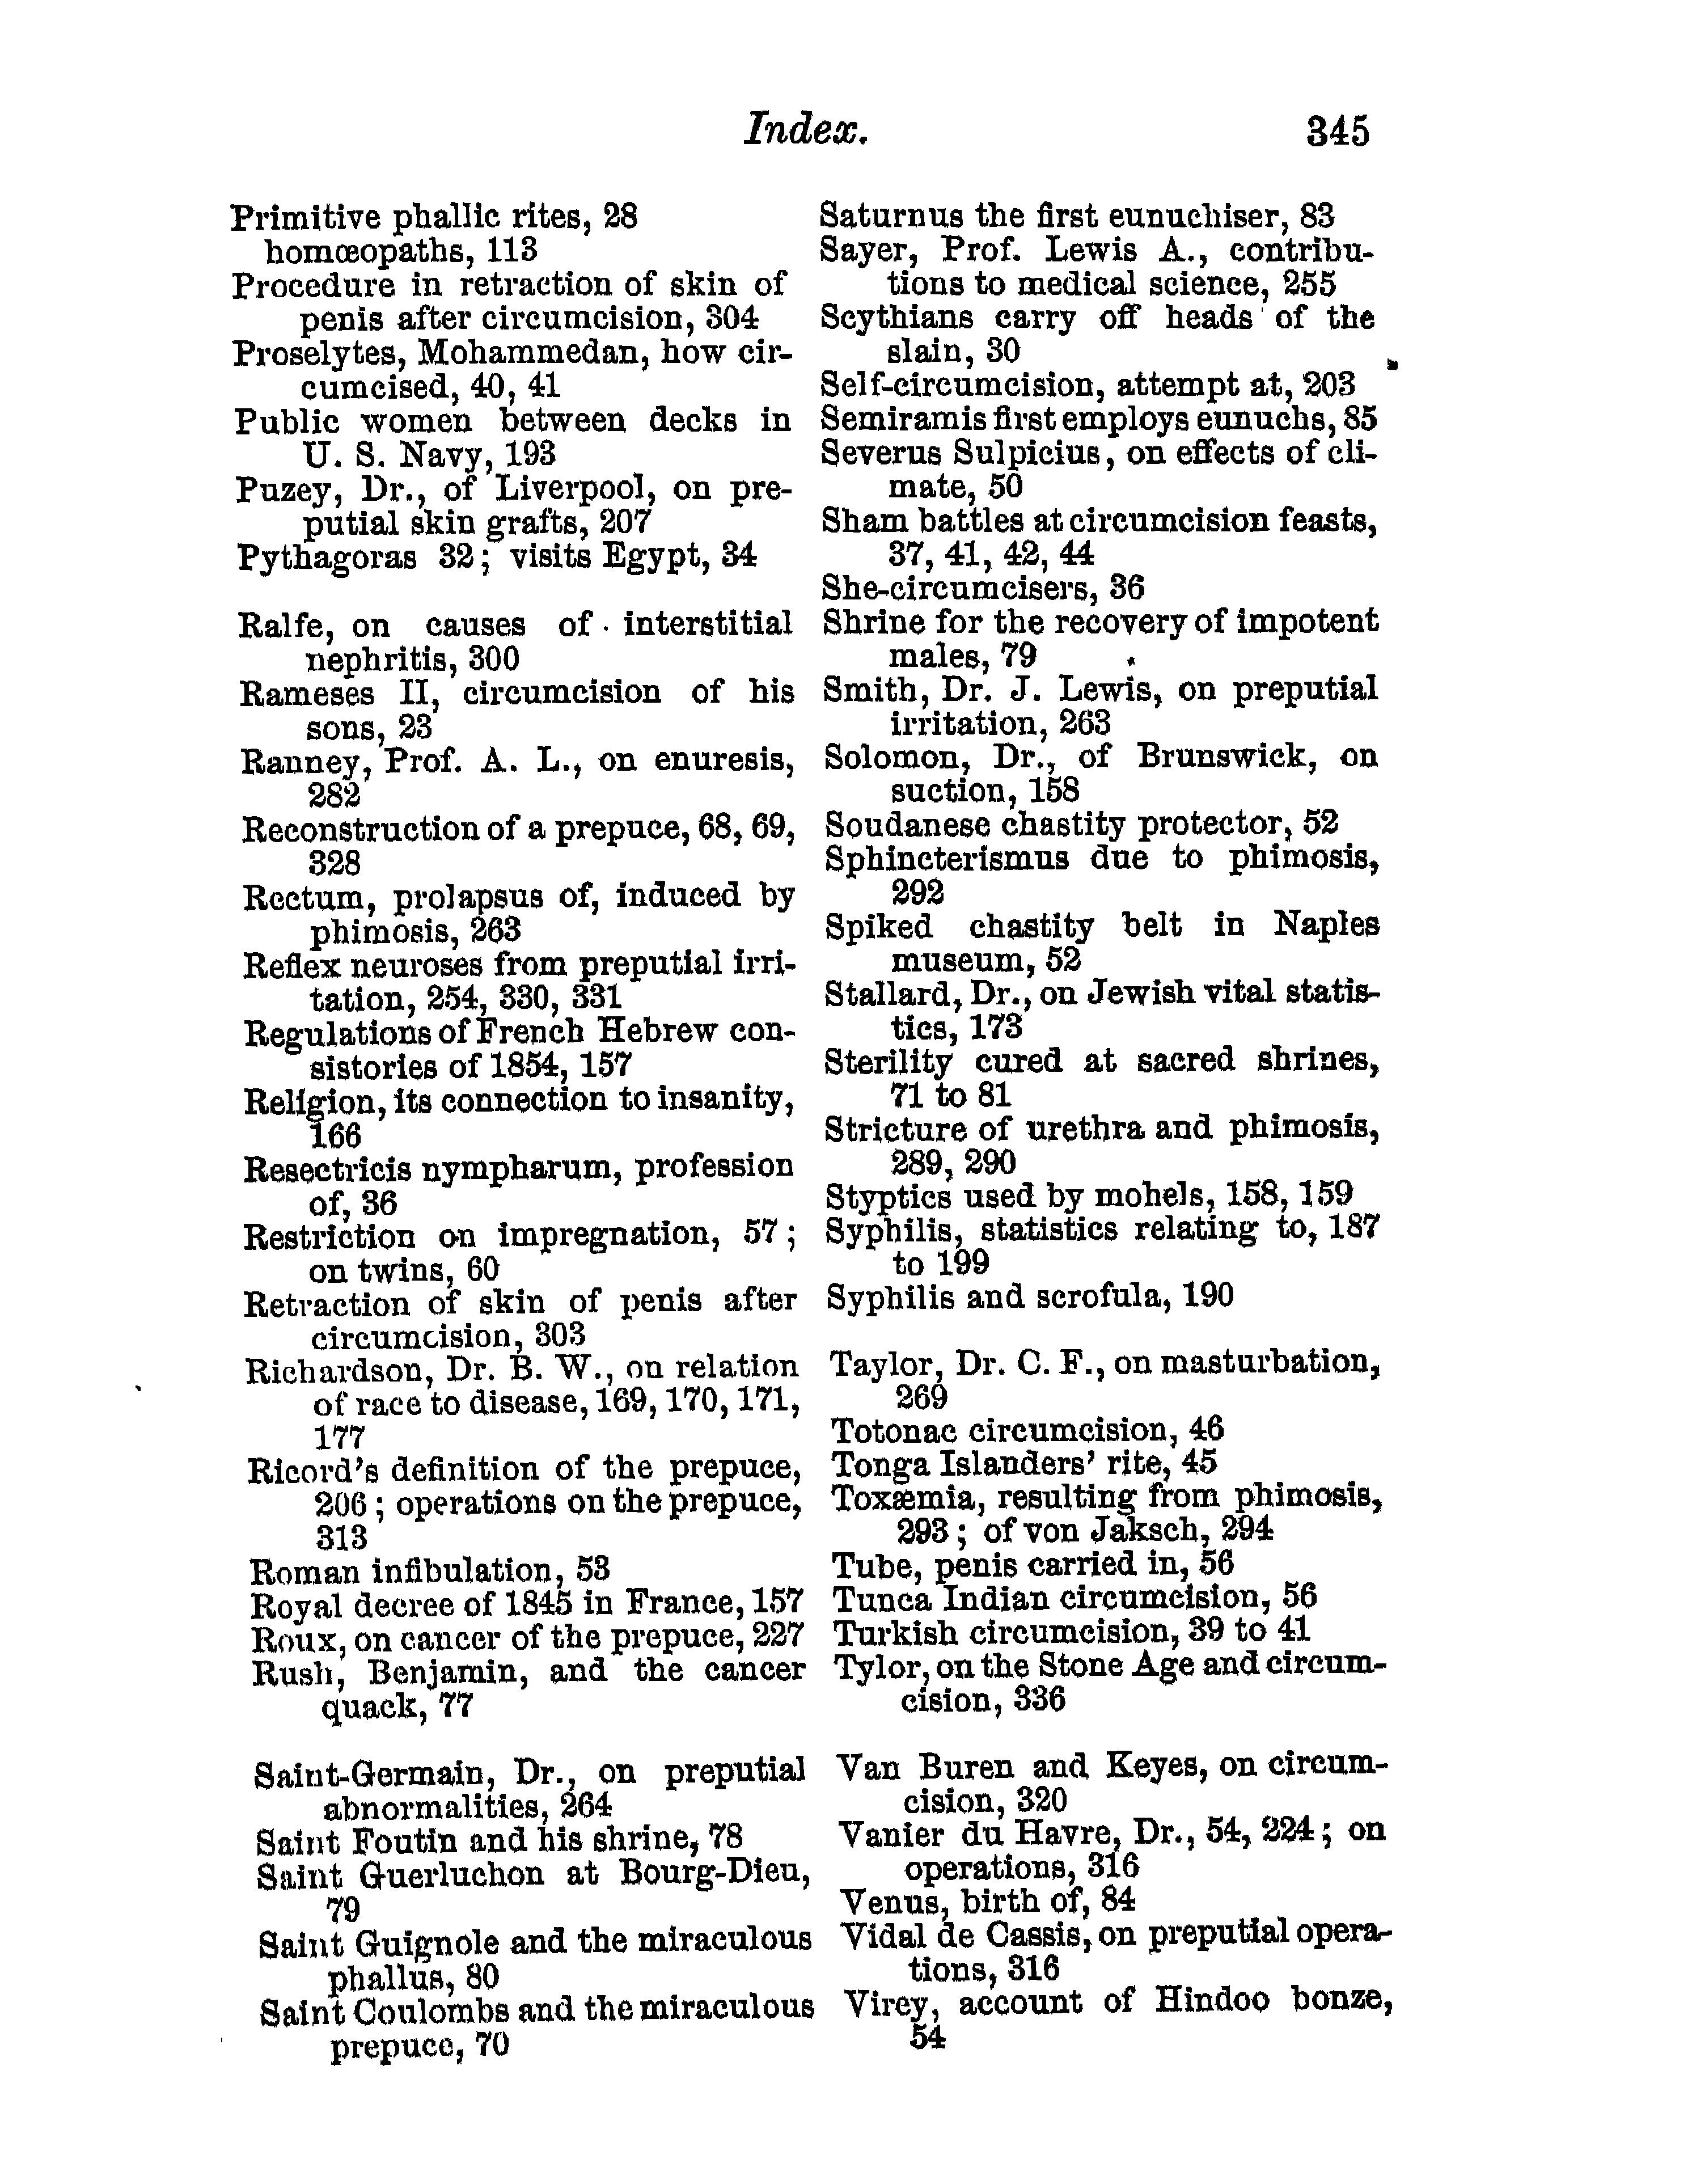 Index.
345
Primitive phallic rites, 28
homœopaths, 113
Procedure in retraction of skin of
penis after circumcision, 304
Proselytes, Mohammedan, how cir-
cumcised, 40, 41
Public women between decks in
U. S. Navy, 193
Puzey, Dr., of Liverpool, on pre-
putial skin grafts, 207
Pythagoras 32; visits Egypt, 34
Ralfe, on causes of interstitial
nephritis, 300
Rameses II, circumcision of his
sons, 23
Ranney, Prof. A. L., on enuresis,
282
Reconstruction of a prepuce, 68, 69,
328
Rectum, prolapsus of, induced by
phimosis, 263
Reflex neuroses from preputial irri-
tation, 254, 330, 331
Regulations of French Hebrew con-
sistories of 1854, 157
Religion, its connection to insanity,
166
Resectricis nympharum, profession
of, 36
Restriction on impregnation, 57;
on twins, 60
Retraction of skin of penis after
circumcision, 303
Richardson, Dr. B. W., on relation
of race to disease, 169, 170, 171,
177
Ricord's definition of the prepuce,
206; operations on the prepuce,
313
Roman infibulation, 53
Royal decree of 1845 in France, 157
Roux, on cancer of the prepuce, 227
Rush, Benjamin, and the cancer
quack, 77
Saint-Germain, Dr., on preputial
abnormalities, 264
Saint Foutin and his shrine, 78
Saint Guerluchon at Bourg-Dieu,
79
Saint Guignole and the miraculous
phallus, 80
Saint Coulombs and the miraculous
prepuce, 70
Saturnus the first eunuchiser, 83
Sayer, Prof. Lewis A., contribu-
tions to medical science, 255
Scythians carry off heads of the
slain, 30
Self-circumcision, attempt at, 203
Semiramis first employs eunuchs, 85
Severus Sulpicius, on effects of cli-
mate, 50
Sham battles at circumcision feasts,
37, 41, 42, 44
She-circumcisers, 36
Shrine for the recovery of impotent
males, 79
Smith, Dr. J. Lewis, on preputial
irritation, 263
Solomon, Dr., of Brunswick, on
suction, 158
Soudanese chastity protector, 52
Sphincterismus due to phimosis,
292
Spiked chastity belt in Naples
museum, 52
Stallard, Dr., on Jewish vital statis-
tics, 173
Sterility cured at sacred shrines,
71 to 81
Stricture of urethra and phimosis,
289, 290
Styptics used by mohels, 158, 159
Syphilis, statistics relating to, 187
to 199
Syphilis and scrofula, 190
Taylor, Dr. C. F., on masturbation,
269
Totonac circumcision, 46
Tonga Islanders' rite, 45
Toxæmia, resulting from phimosis,
293; of von Jaksch, 294
Tube, penis carried in, 56
Tunca Indian circumcision, 56
Turkish circumcision, 39 to 41
Tylor, on the Stone Age and circum-
cision, 336
Van Buren and Keyes, on circum-
cision, 320
Vanier du Havre, Dr., 54, 224; on
operations, 316
Venus, birth of, 84
Vidal de Cassis, on preputial opera-
tions, 316
Virey, account of Hindoo bonze,
54